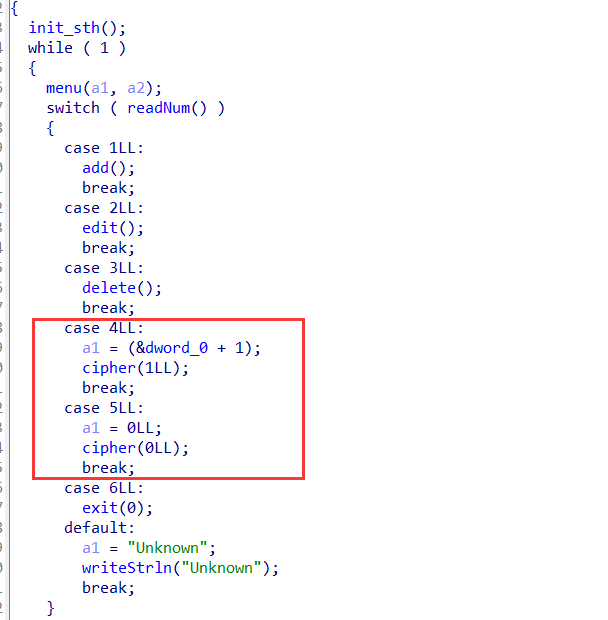 {
init_sth();
while ( 1 )
{
menu(a1, a2);
switch ( readNum() )
{
case 1LL:
add();
break;
case 2LL:
edit();
break;
case 3LL:
delete();
break;
case 4LL:
a1 = (&dword_0 + 1);
cipher(1LL);
break;
case 5LL:
a1 = 0LL;
cipher(0LL);
break;
case 6LL:
exit(0);
default:
a1 = "Unknown";
writeStrln("Unknown");
break;
}